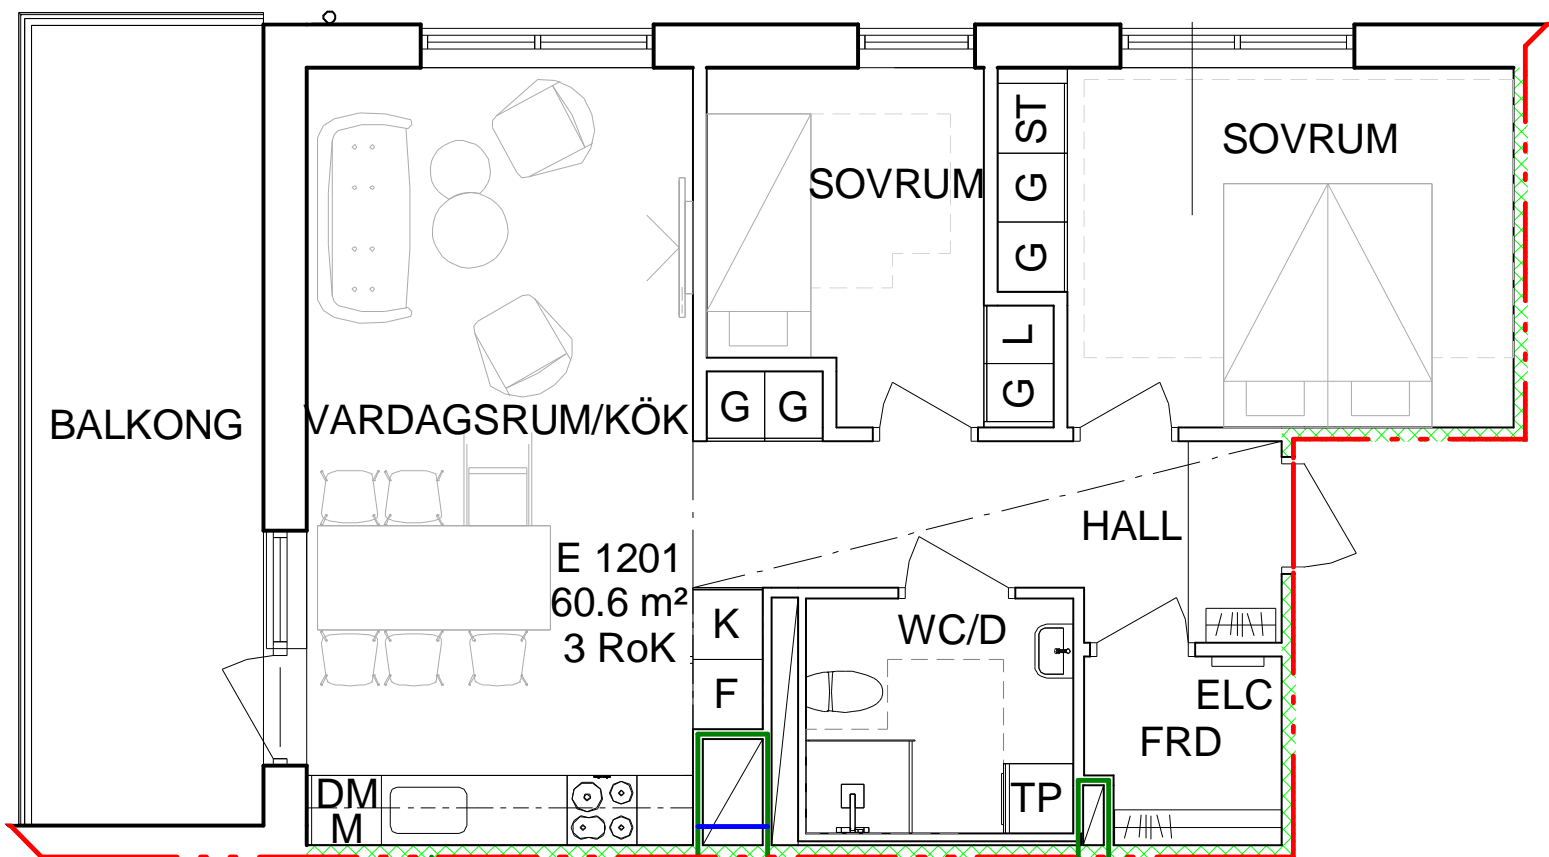 BALKONG
VARDAGSRUM/KÖK
SOVRUM
SOVRUM
ST
G
G
L
G
G
G
HALL
E 1201
60.6 m²
3 RoK
K
F
WC/D
ELC
FRD
TP
DM
M